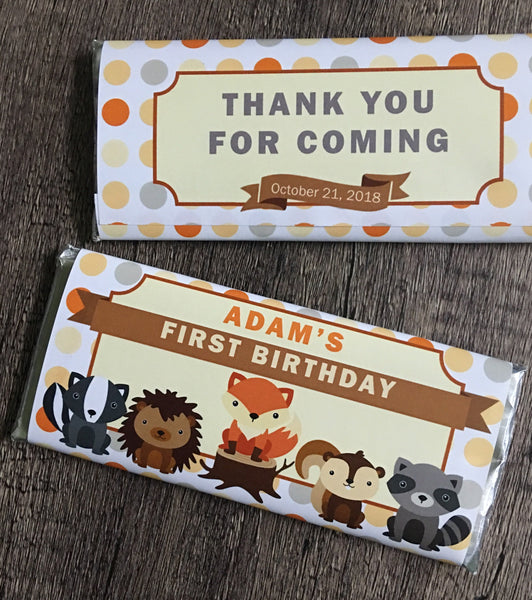 THANK YOU
FOR COMING
October 21, 2018
ADAM'S
FIRST BIRTHDAY